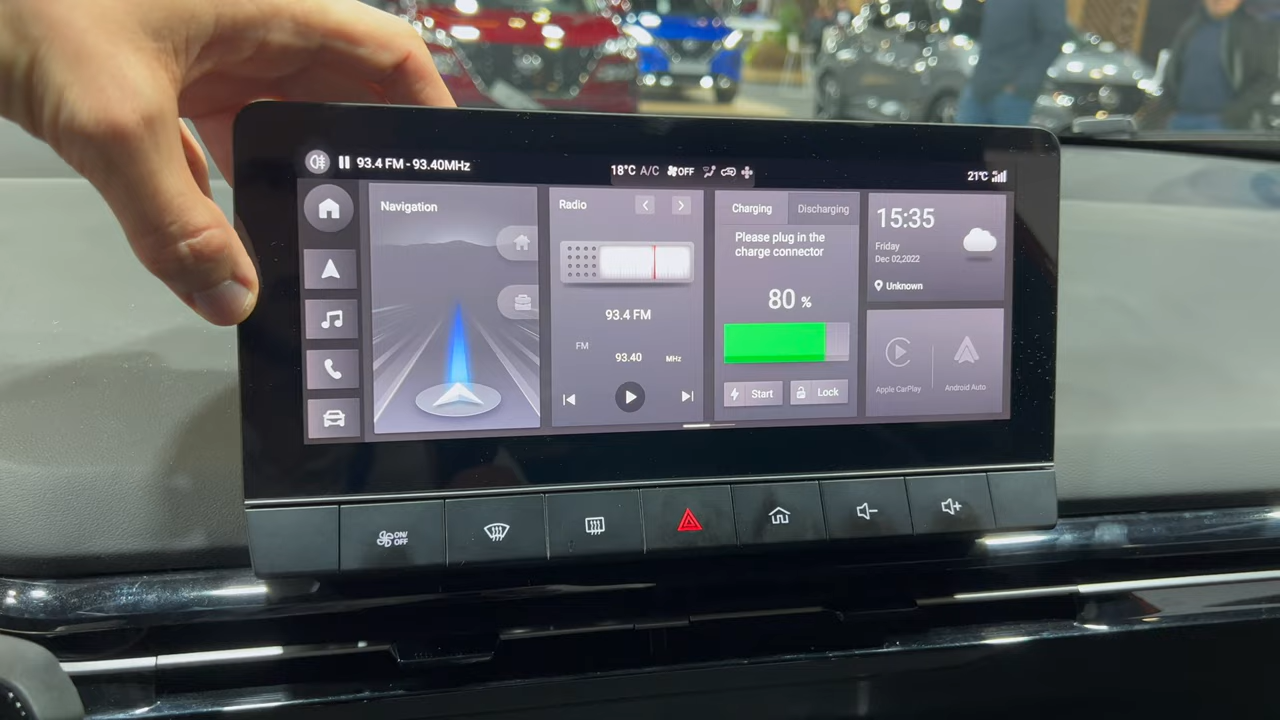 93.4 FM - 93.40MHz
18°C A/C OFF
21°C
Navigation
Radio
93.4 FM
FM 93.40 MHz
Charging Discharging
Please plug in the
charge connector
80 %
Start Lock
15:35
Friday
Dec 02,2022
Unknown
Apple CarPlay Android Auto
ON/
OFF